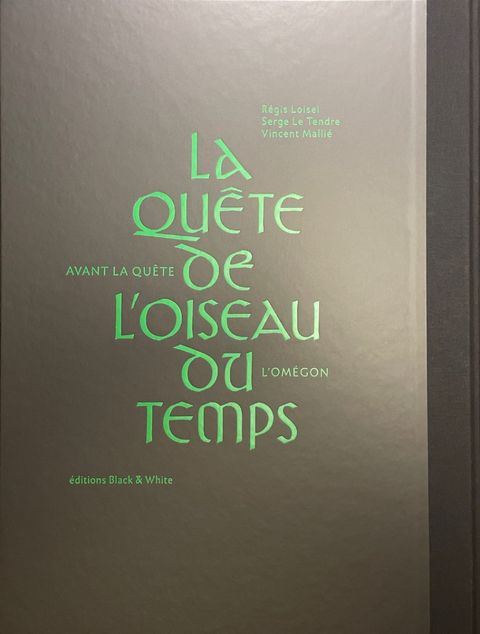 Régis Loisel
Serge Le Tendre
Vincent Mallié
LA
QUÊTE
AVANT LA QUÊTE
DE
L'OISEAU
DU
L'OMÉGON
TEMPS
éditions Black & White